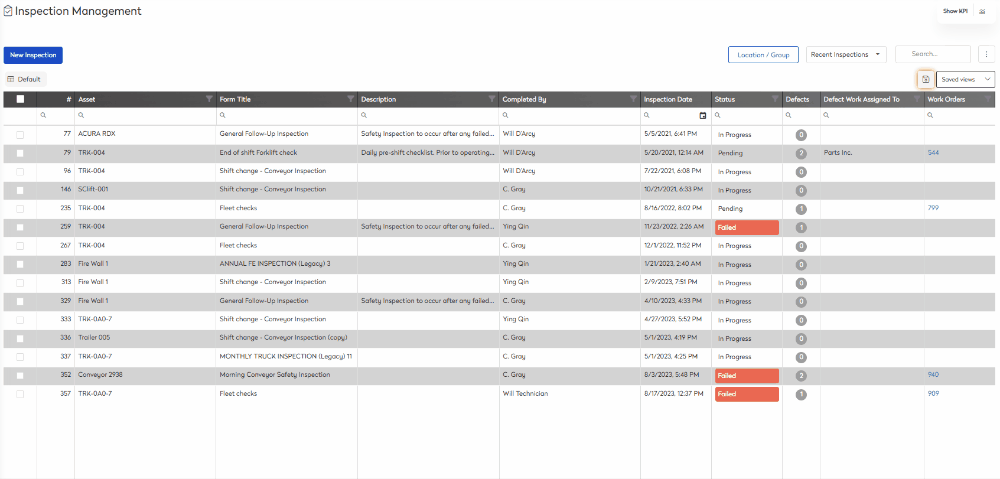 Inspection Management
Show KPI
New Inspection
Location / Group
Recent inspections
Search...
Default
Saved views
# Asset Form Title Description Completed By Inspection Date Status Defects Defect Work Assigned To Work Orders
77 ACURA RDX General Follow-Up Inspection Safety Inspection to occur after any failed... Will D'Arcy 5/5/2021, 6:41 PM In Progress 0
79 TRK-004 End of shift Forklift check Daily pre-shift checklist. Prior to operating... Will D'Arcy 5/20/2021, 12:14 AM Pending 2 Parts Inc. 544
96 TRK-004 Shift change - Conveyor Inspection Will D'Arcy 7/22/2021, 6:08 PM In Progress 0
146 SClift-001 Shift change - Conveyor Inspection C. Gray 10/21/2021, 6:33 PM In Progress 0
235 TRK-004 Fleet checks C. Gray 8/16/2022, 8:02 PM Pending 1 799
259 TRK-004 General Follow-Up Inspection Safety Inspection to occur after any failed... Ying Qin 11/23/2022, 2:26 AM Failed 1
267 TRK-004 Fleet checks C. Gray 12/1/2022, 11:52 PM In Progress 0
283 Fire Wall 1 ANNUAL FE INSPECTION (Legacy) 3 Ying Qin 1/21/2023, 2:40 AM In Progress 0
313 Fire Wall 1 Shift change - Conveyor Inspection Ying Qin 2/9/2023, 7:51 PM In Progress 0
329 Fire Wall 1 General Follow-Up Inspection Safety Inspection to occur after any failed... C. Gray 4/10/2023, 4:33 PM In Progress 0
333 TRK-0A0-7 Shift change - Conveyor Inspection Ying Qin 4/27/2023, 5:52 PM In Progress 0
336 Trailer 005 Shift change - Conveyor Inspection (copy) C. Gray 5/1/2023, 4:19 PM In Progress 0
337 TRK-0A0-7 MONTHLY TRUCK INSPECTION (Legacy) 11 C. Gray 5/1/2023, 4:25 PM In Progress 0
352 Conveyor 2938 Morning Conveyor Safety Inspection C. Gray 8/3/2023, 5:48 PM Failed 2 940
357 TRK-0A0-7 Fleet checks Will Technician 8/17/2023, 12:37 PM Failed 1 909